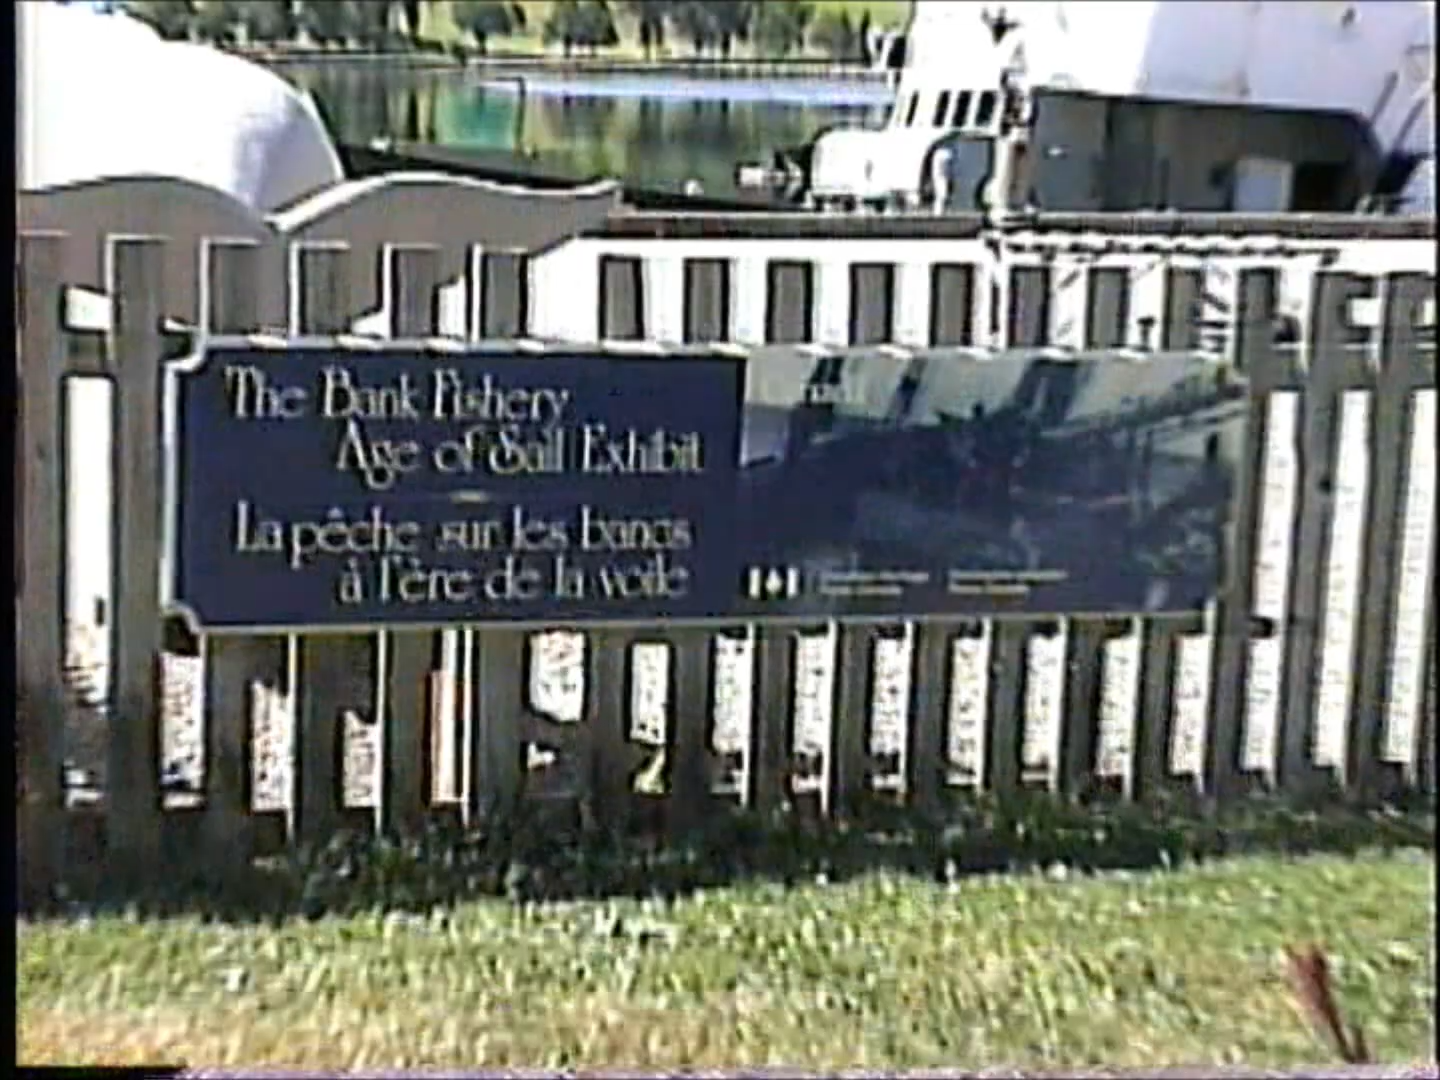 The Bank Fishery
Age of Sail Exhibit
La pêche sur les bancs
à l'ère de la voile